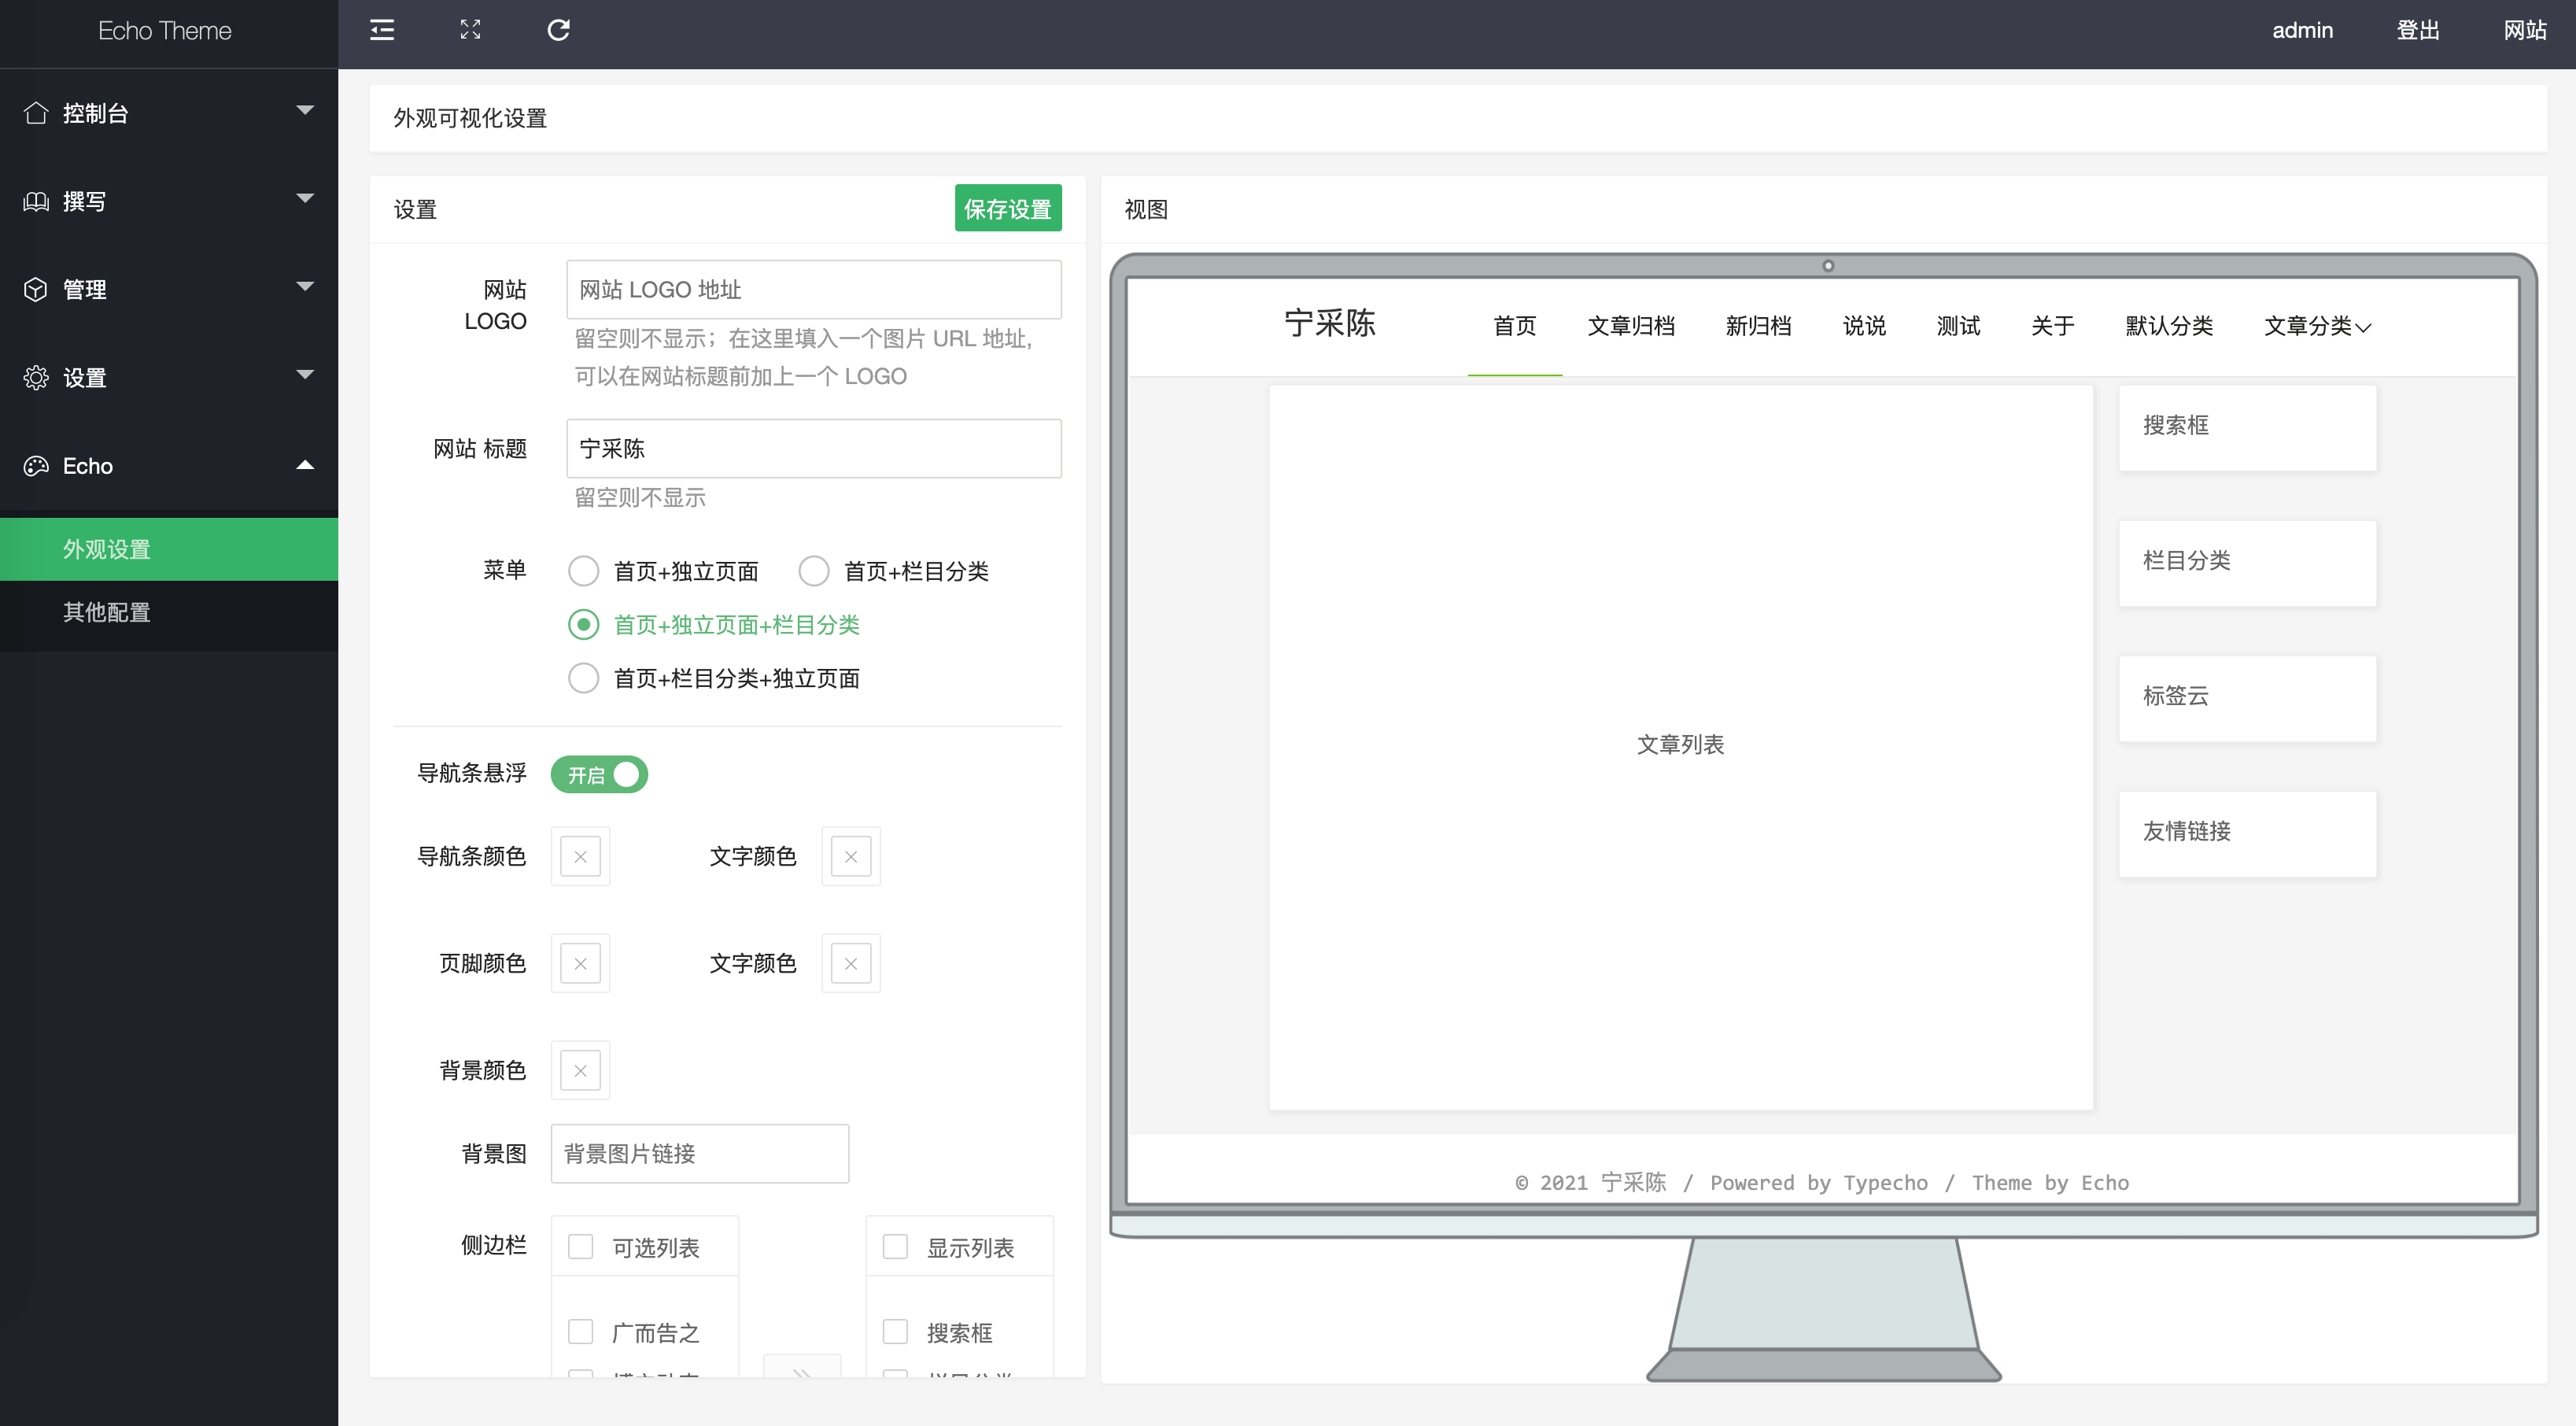 Echo Theme
admin 登出 网站
控制台
撰写
管理
设置
Echo
外观设置
其他配置
外观可视化设置
设置 保存设置
网站 LOGO
网站 LOGO 地址
留空则不显示；在这里填入一个图片 URL 地址,
可以在网站标题前加上一个 LOGO
网站 标题 宁采陈
留空则不显示
菜单 首页+独立页面 首页+栏目分类
首页+独立页面+栏目分类
首页+栏目分类+独立页面
导航条悬浮 开启
导航条颜色 文字颜色
页脚颜色 文字颜色
背景颜色
背景图 背景图片链接
侧边栏 可选列表 显示列表
广而告之 搜索框
视图
宁采陈 首页 文章归档 新归档 说说 测试 关于 默认分类 文章分类
搜索框
栏目分类
标签云
文章列表
友情链接
© 2021 宁采陈 / Powered by Typecho / Theme by Echo